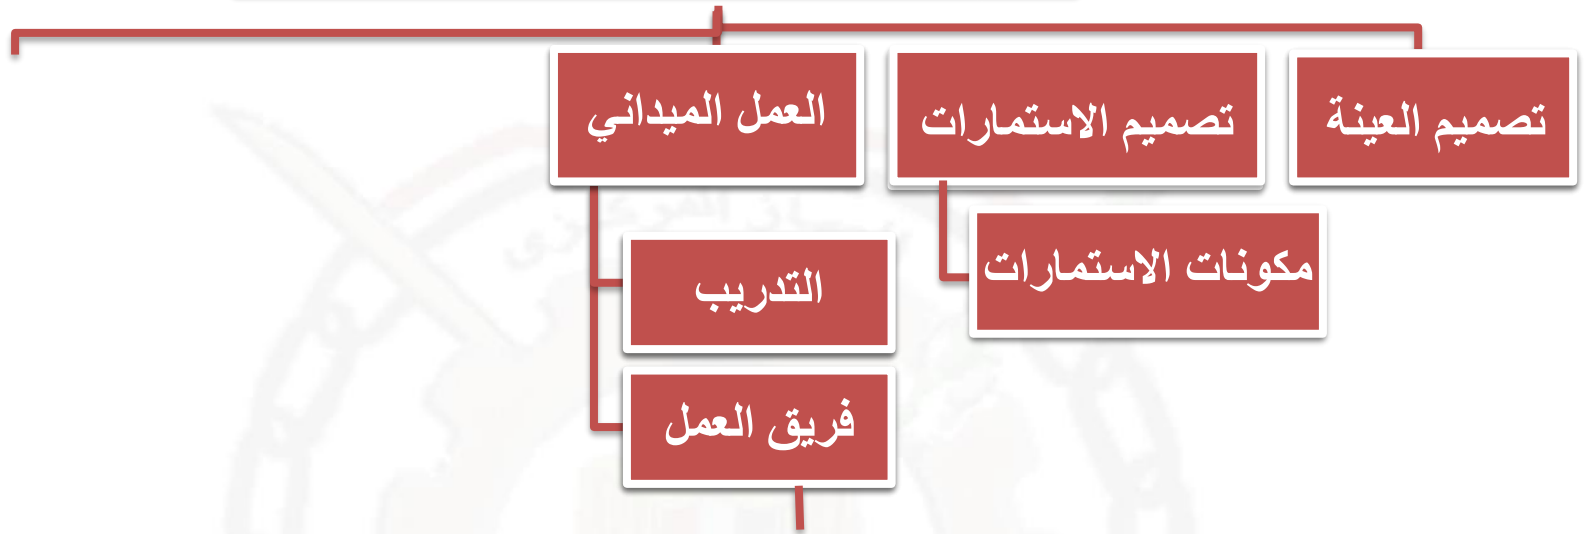 تصميم العينة
تصميم الاستمارات
العمل الميداني
مكونات الاستمارات
التدريب
فريق العمل